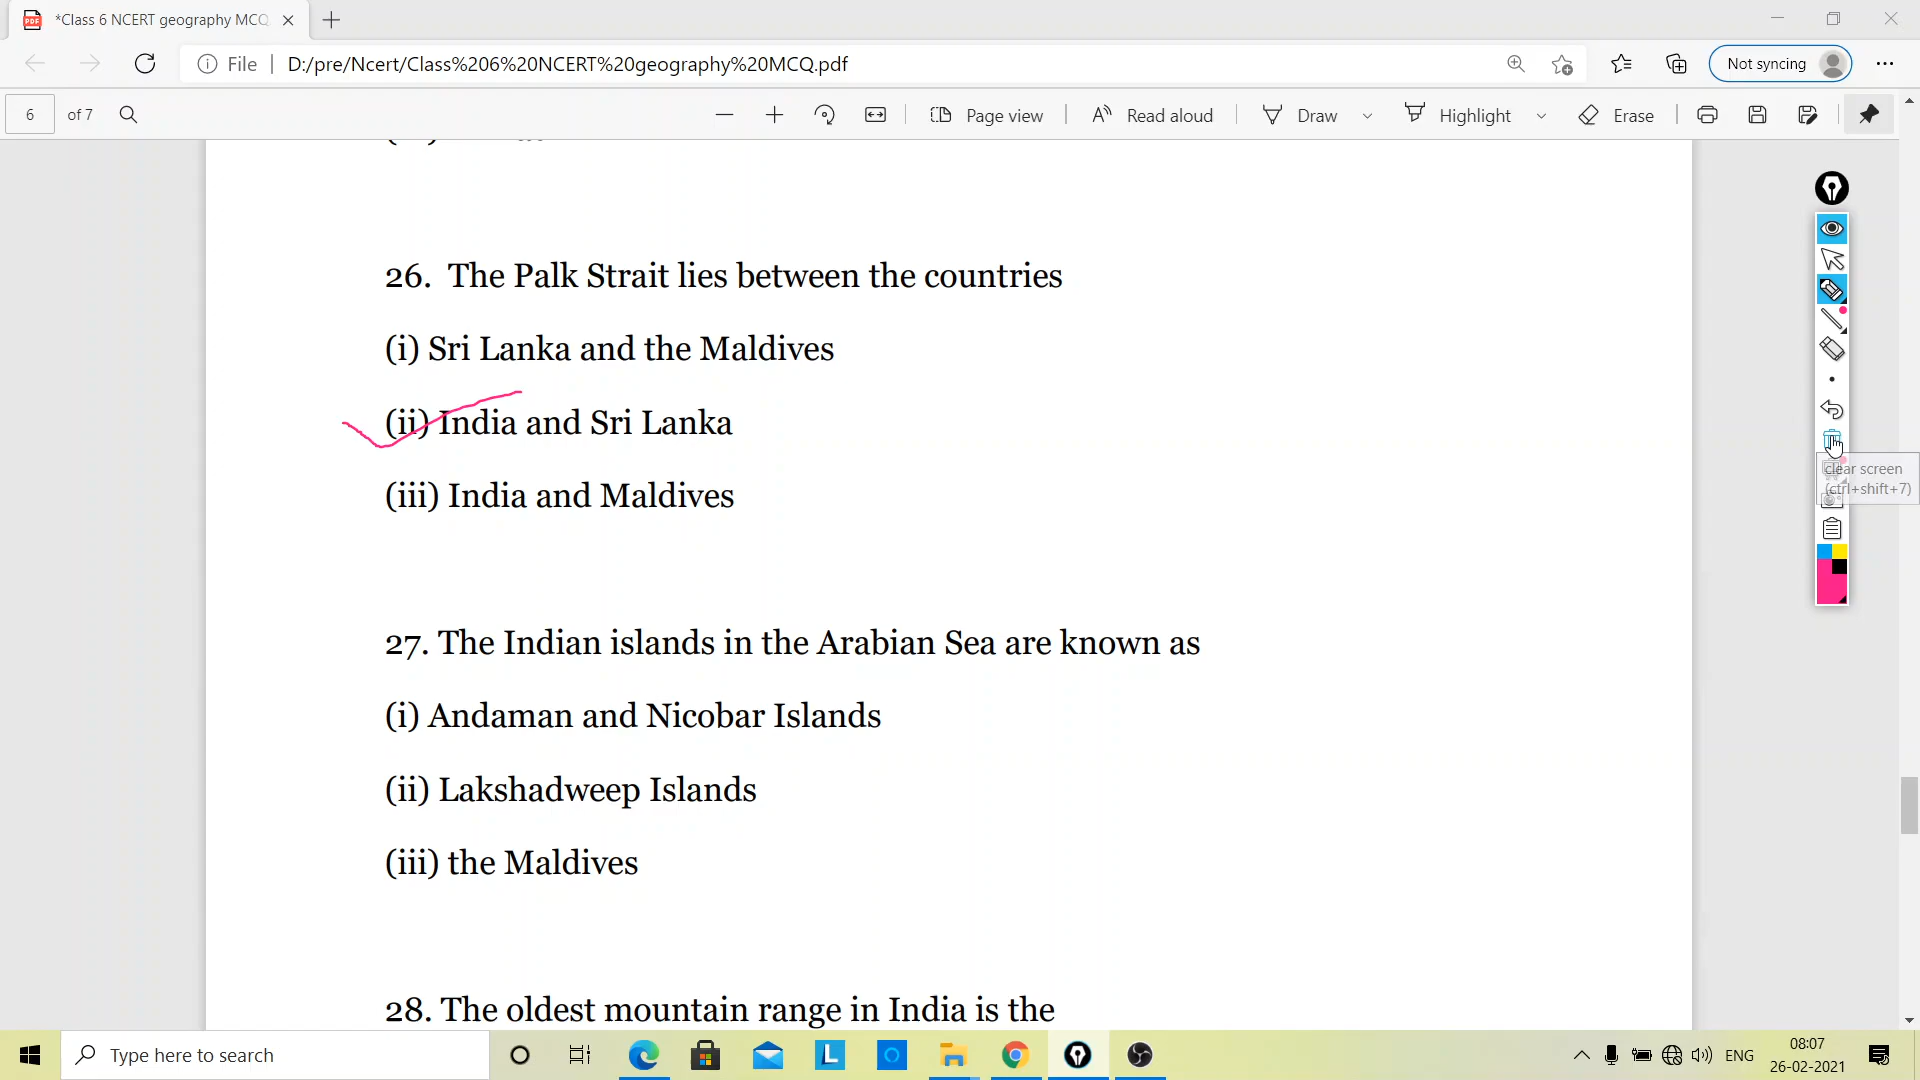 *Class 6 NCERT geography MCQ
File
D:/pre/Ncert/Class%206%20NCERT%20geography%20MCQ.pdf
Not syncing
6 of 7
Page view
Read aloud
Draw
Highlight
Erase
26. The Palk Strait lies between the countries
(i) Sri Lanka and the Maldives
(ii) India and Sri Lanka
(iii) India and Maldives
clear screen
(ctrl+shift+7)
27. The Indian islands in the Arabian Sea are known as
(i) Andaman and Nicobar Islands
(ii) Lakshadweep Islands
(iii) the Maldives
28. The oldest mountain range in India is the
Type here to search
L
ENG
08:07
26-02-2021